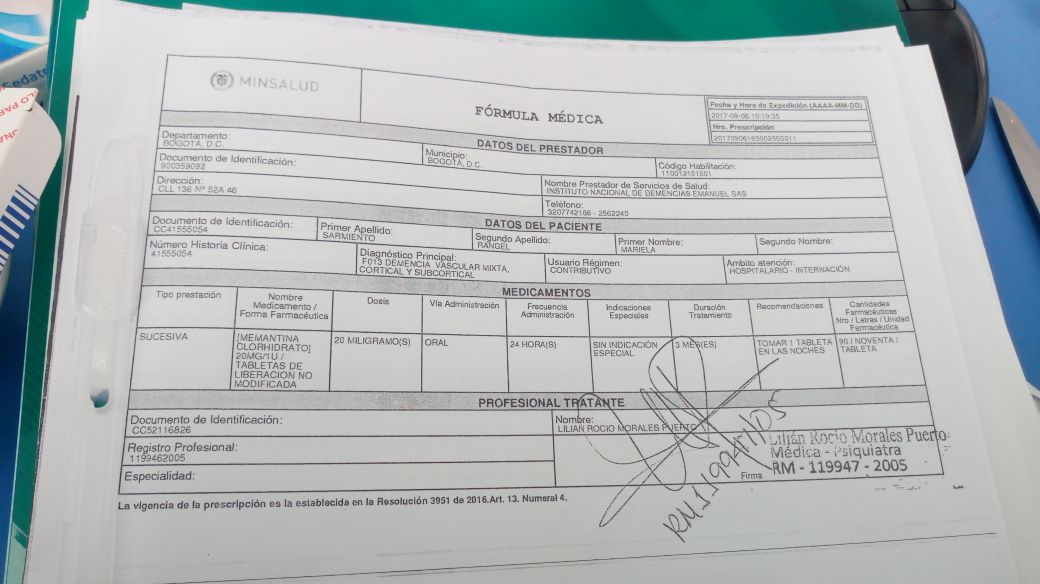 MINSALUD
FÓRMULA MÉDICA
Fecha y Hora de Expedición (AAAA-MM-DD)
2017-09-06 10:19:35
Nro. Prescripción
DATOS DEL PRESTADOR
Departamento:
BOGOTÁ, D.C.
Municipio:
BOGOTÁ, D.C.
Documento de Identificación:
900359092
Código Habilitación:
110012151501
Dirección:
CLL 136 Nº 52A 46
Nombre Prestador de Servicios de Salud:
INSTITUTO NACIONAL DE DEMENCIAS EMANUEL SAS
Teléfono:
3207742166 - 2562240
DATOS DEL PACIENTE
Documento de Identificación:
CC41555054
Primer Apellido:
SARMIENTO
Segundo Apellido:
RANGEL
Primer Nombre:
MARIELA
Segundo Nombre:
Número Historia Clínica:
41555054
Diagnóstico Principal:
F013 DEMENCIA VASCULAR MIXTA,
CORTICAL Y SUBCORTICAL
Usuario Régimen:
CONTRIBUTIVO
Ambito atención:
HOSPITALARIO - INTERNACIÓN
MEDICAMENTOS
Tipo prestación
Nombre
Medicamento /
Forma Farmacéutica
Dosis
Vía Administración
Frecuencia
Administración
Indicaciones
Especiales
Duración
Tratamiento
Recomendaciones
Cantidades
Farmacéuticas
Nro / Letras / Unidad
Farmacéutica
SUCESIVA
[MEMANTINA
CLORHIDRATO]
20MG/1U /
TABLETAS DE
LIBERACION NO
MODIFICADA
20 MILIGRAMO(S)
ORAL
24 HORA(S)
SIN INDICACIÓN
ESPECIAL
3 MES(ES)
TOMAR 1 TABLETA
EN LAS NOCHES
90 / NOVENTA /
TABLETA
PROFESIONAL TRATANTE
Documento de Identificación:
CC52116826
Nombre:
LILIAN ROCIO MORALES PUERTO
Registro Profesional:
1199462005
Especialidad:
Firma
Lilián Rocio Morales Puerto
Médica - Psiquiatra
RM - 119947 - 2005
La vigencia de la prescripción es la establecida en la Resolución 3951 de 2016.Art. 13. Numeral 4.